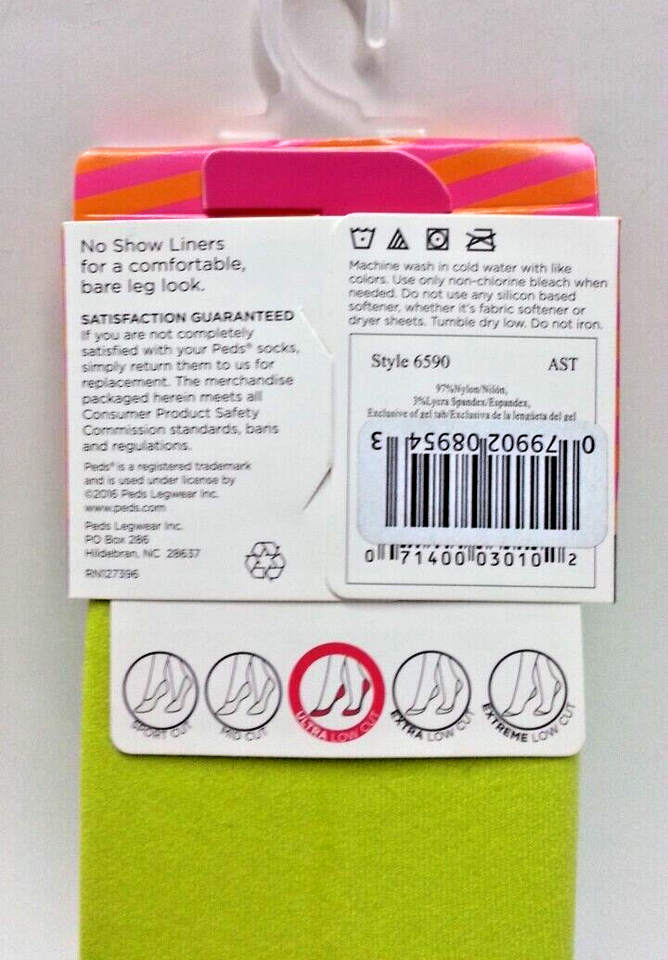 No Show Liners
for a comfortable,
bare leg look.
SATISFACTION GUARANTEED
If you are not completely
satisfied with your Peds® socks,
simply return them to us for
replacement. The merchandise
packaged herein meets all
Consumer Product Safety
Commission standards, bans
and regulations.
Peds® is a registered trademark
and is used under license by
©2016 Peds Legwear Inc.
www.peds.com
Peds Legwear Inc.
PO Box 286
Hildebran, NC 28637
RN127396
Machine wash in cold water with like
colors. Use only non-chlorine bleach when
needed. Do not use any silicon based
softener, whether it's fabric softener or
dryer sheets. Tumble dry low. Do not iron.
Style 6590 AST
97%Nylon/Nilón,
3%Lycra Spandex/Espandex,
Exclusive of gel tab/Exclusiva de la lengüeta del gel
0 79902 08954 3
0 71400 03010 2
SPORT CUT
MID CUT
ULTRA LOW CUT
EXTRA LOW CUT
EXTREME LOW CUT